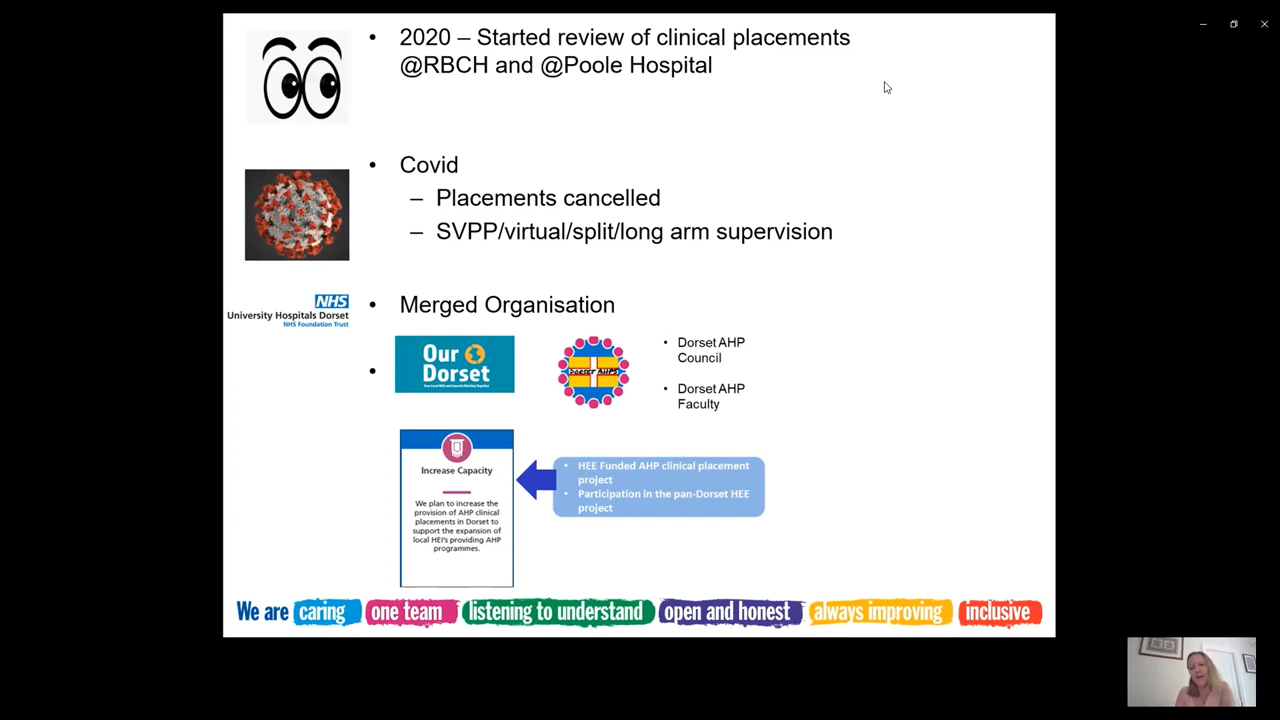 2020 – Started review of clinical placements
@RBCH and @Poole Hospital
Covid
– Placements cancelled
– SVPP/virtual/split/long arm supervision
NHS
University Hospitals Dorset
NHS Foundation Trust
• Merged Organisation
Our
Dorset
DORSET AHPS
• Dorset AHP
Council
• Dorset AHP
Faculty
Increase Capacity
We plan to increase the
provision of AHP clinical
placements in Dorset to
support the expansion of
local HEI's providing AHP
programmes.
• HEE Funded AHP clinical placement
project
• Participation in the pan-Dorset HEE
project
We are caring one team listening to understand open and honest always improving inclusive